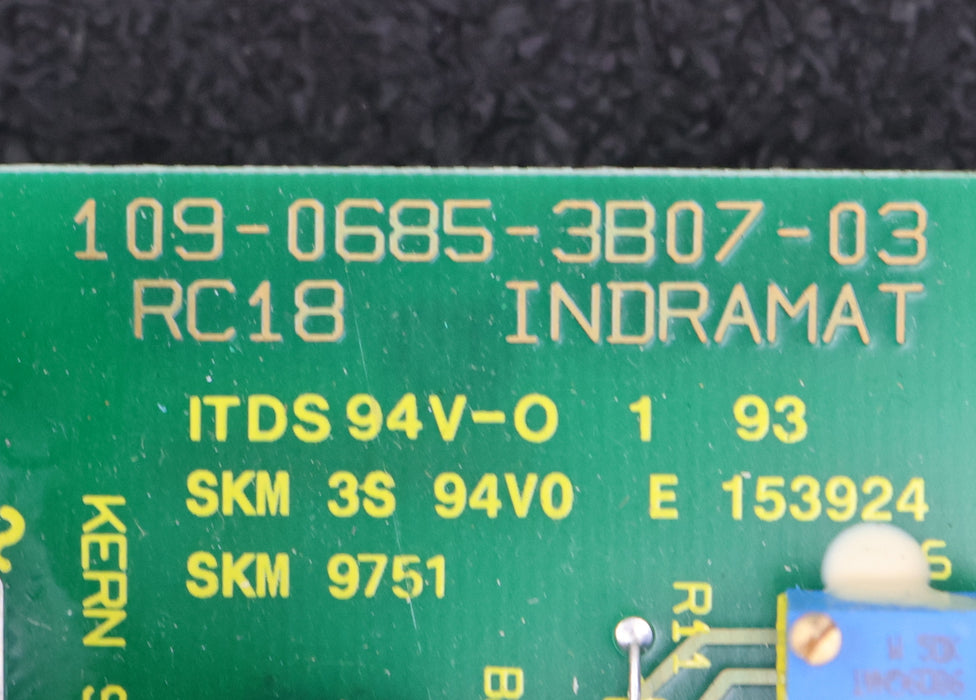 109-0685-3B07-03
RC18 INDRAMAT
ITDS 94V-O 1 93
SKM 3S 94V0 E 153924
SKM 9751
KERN
R11
B